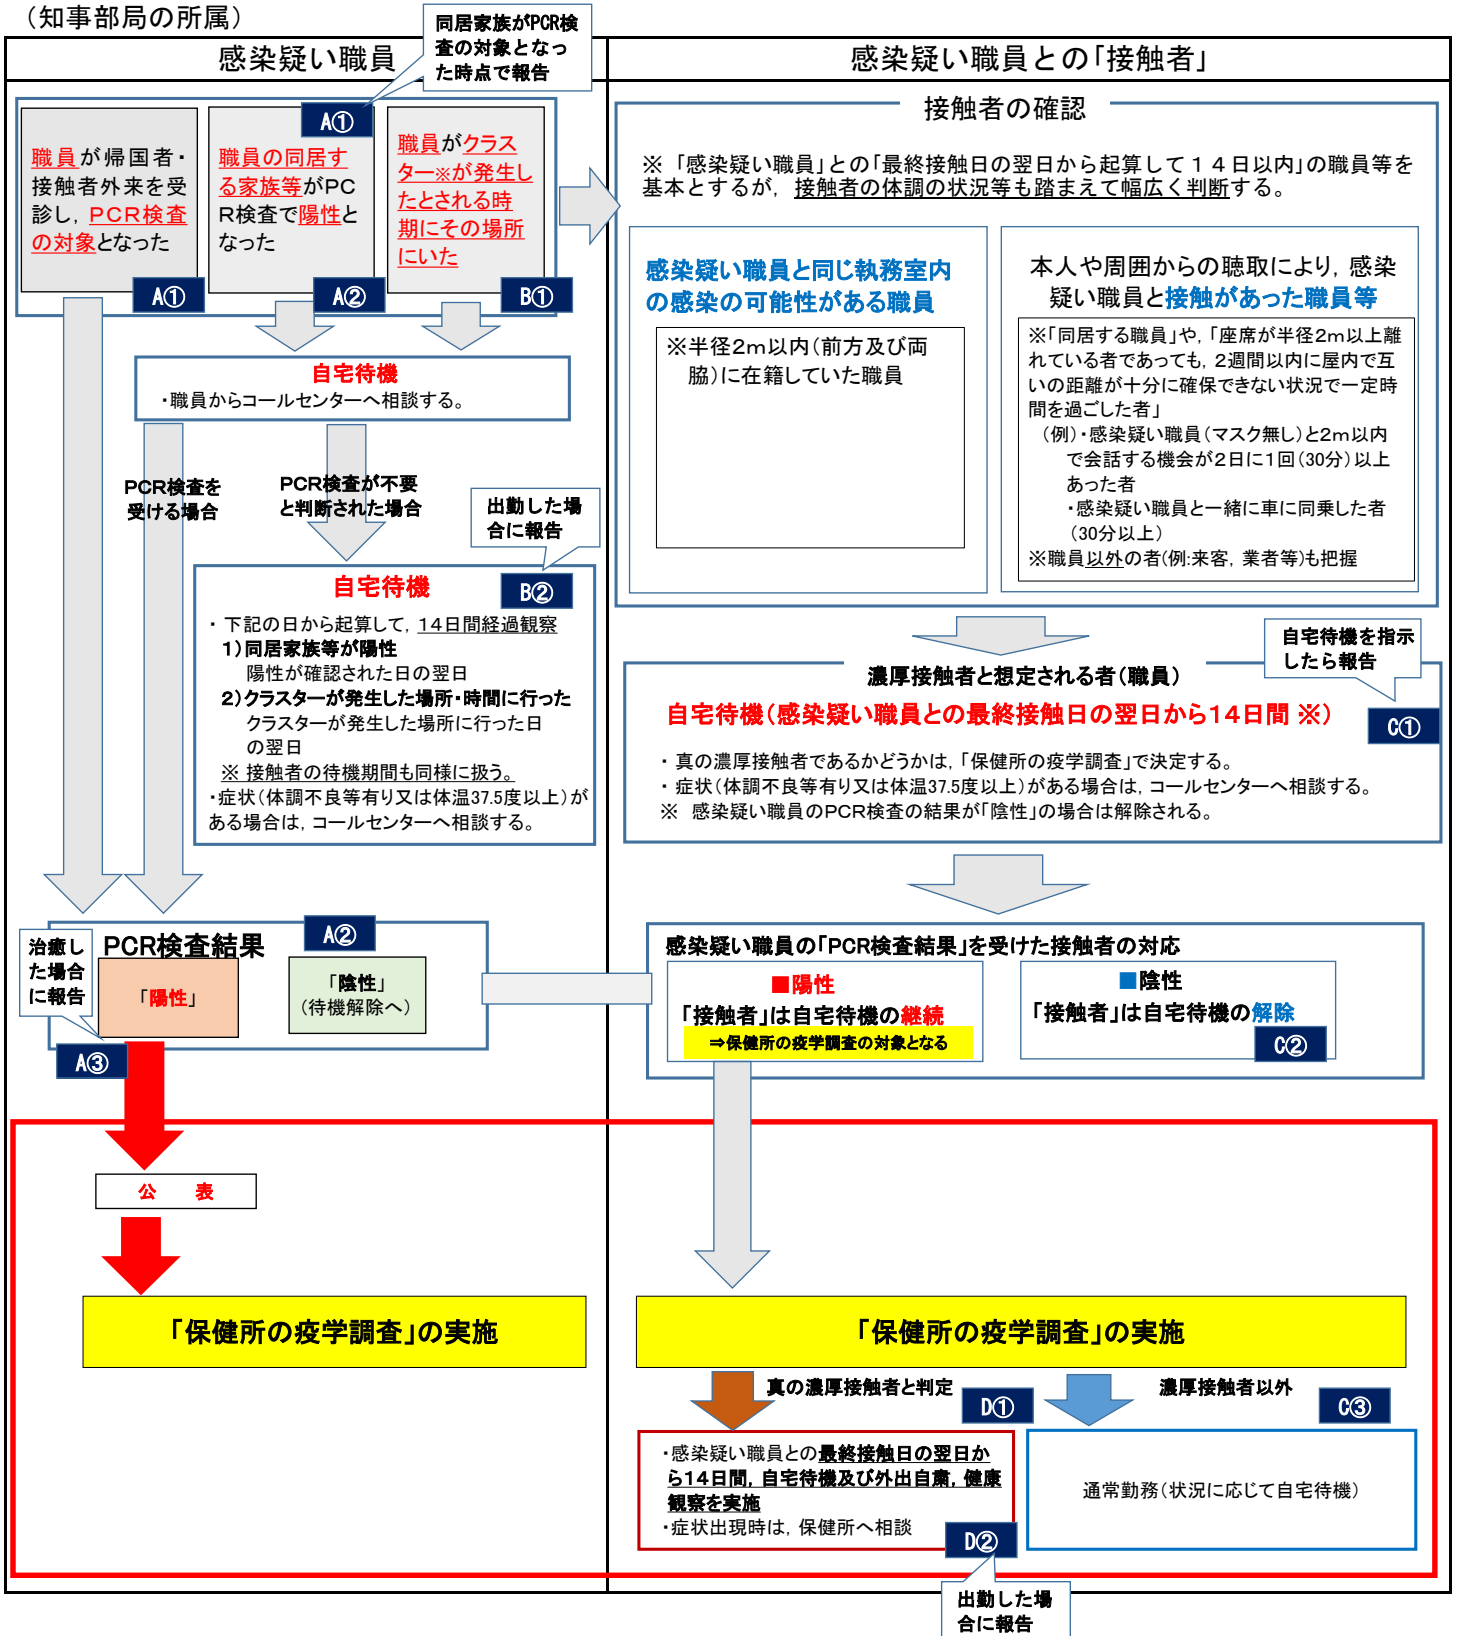 （知事部局の所属）
感染疑い職員
同居家族がPCR検
査の対象となっ
た時点で報告
感染疑い職員との「接触者」
A①
職員が帰国者・
接触者外来を受
診し，PCR検査
の対象となった
A①
職員の同居す
る家族等がPC
R検査で陽性と
なった
A②
職員がクラス
ター※が発生し
たとされる時
期にその場所
にいた
B①
自宅待機
・職員からコールセンターへ相談する。
PCR検査を
受ける場合
PCR検査が不要
と判断された場合
出勤した場
合に報告
自宅待機
B②
・ 下記の日から起算して，14日間経過観察
1）同居家族等が陽性
陽性が確認された日の翌日
2）クラスターが発生した場所・時間に行った
クラスターが発生した場所に行った日
の翌日
※ 接触者の待機期間も同様に扱う。
・症状（体調不良等有り又は体温37.5度以上）が
ある場合は，コールセンターへ相談する。
治癒し
た場合
に報告
PCR検査結果
A②
「陽性」
「陰性」
（待機解除へ）
A③
公　表
「保健所の疫学調査」の実施
接触者の確認
※ 「感染疑い職員」との「最終接触日の翌日から起算して１４日以内」の職員等を
基本とするが，接触者の体調の状況等も踏まえて幅広く判断する。
感染疑い職員と同じ執務室内
の感染の可能性がある職員
※半径2m以内（前方及び両
脇）に在籍していた職員
本人や周囲からの聴取により，感染
疑い職員と接触があった職員等
※「同居する職員」や，「座席が半径2m以上離
れている者であっても，2週間以内に屋内で互
いの距離が十分に確保できない状況で一定時
間を過ごした者」
（例）・感染疑い職員（マスク無し）と2m以内
で会話する機会が2日に1回（30分）以上
あった者
・感染疑い職員と一緒に車に同乗した者
（30分以上）
※職員以外の者(例:来客，業者等)も把握
自宅待機を指示
したら報告
濃厚接触者と想定される者（職員）
自宅待機（感染疑い職員との最終接触日の翌日から14日間 ※）
C①
・ 真の濃厚接触者であるかどうかは，「保健所の疫学調査」で決定する。
・ 症状（体調不良等有り又は体温37.5度以上）がある場合は，コールセンターへ相談する。
※ 感染疑い職員のPCR検査の結果が「陰性」の場合は解除される。
感染疑い職員の「PCR検査結果」を受けた接触者の対応
■陽性
「接触者」は自宅待機の継続
⇒保健所の疫学調査の対象となる
■陰性
「接触者」は自宅待機の解除
C②
「保健所の疫学調査」の実施
真の濃厚接触者と判定
D①
濃厚接触者以外
C③
・感染疑い職員との最終接触日の翌日か
ら14日間，自宅待機及び外出自粛，健康
観察を実施
・症状出現時は，保健所へ相談
D②
通常勤務（状況に応じて自宅待機）
出勤した場
合に報告